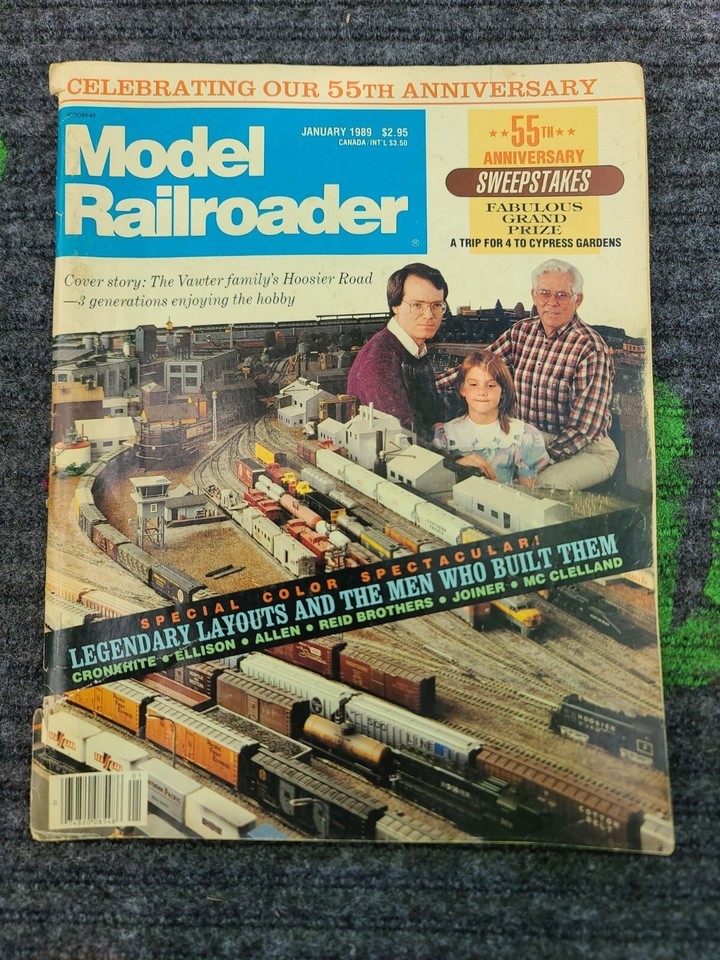 CELEBRATING OUR 55TH ANNIVERSARY
Model
Railroader®
JANUARY 1989 $2.95
CANADA/INT'L $3.50
55TH
ANNIVERSARY
SWEEPSTAKES
FABULOUS
GRAND
PRIZE
A TRIP FOR 4 TO CYPRESS GARDENS
Cover story: The Vawter family's Hoosier Road
—3 generations enjoying the hobby
SPECIAL COLOR SPECTACULAR!
LEGENDARY LAYOUTS AND THE MEN WHO BUILT THEM
CRONKHITE • ELLISON • ALLEN • REID BROTHERS • JOINER • MC CLELLAND
HOOSIER
01